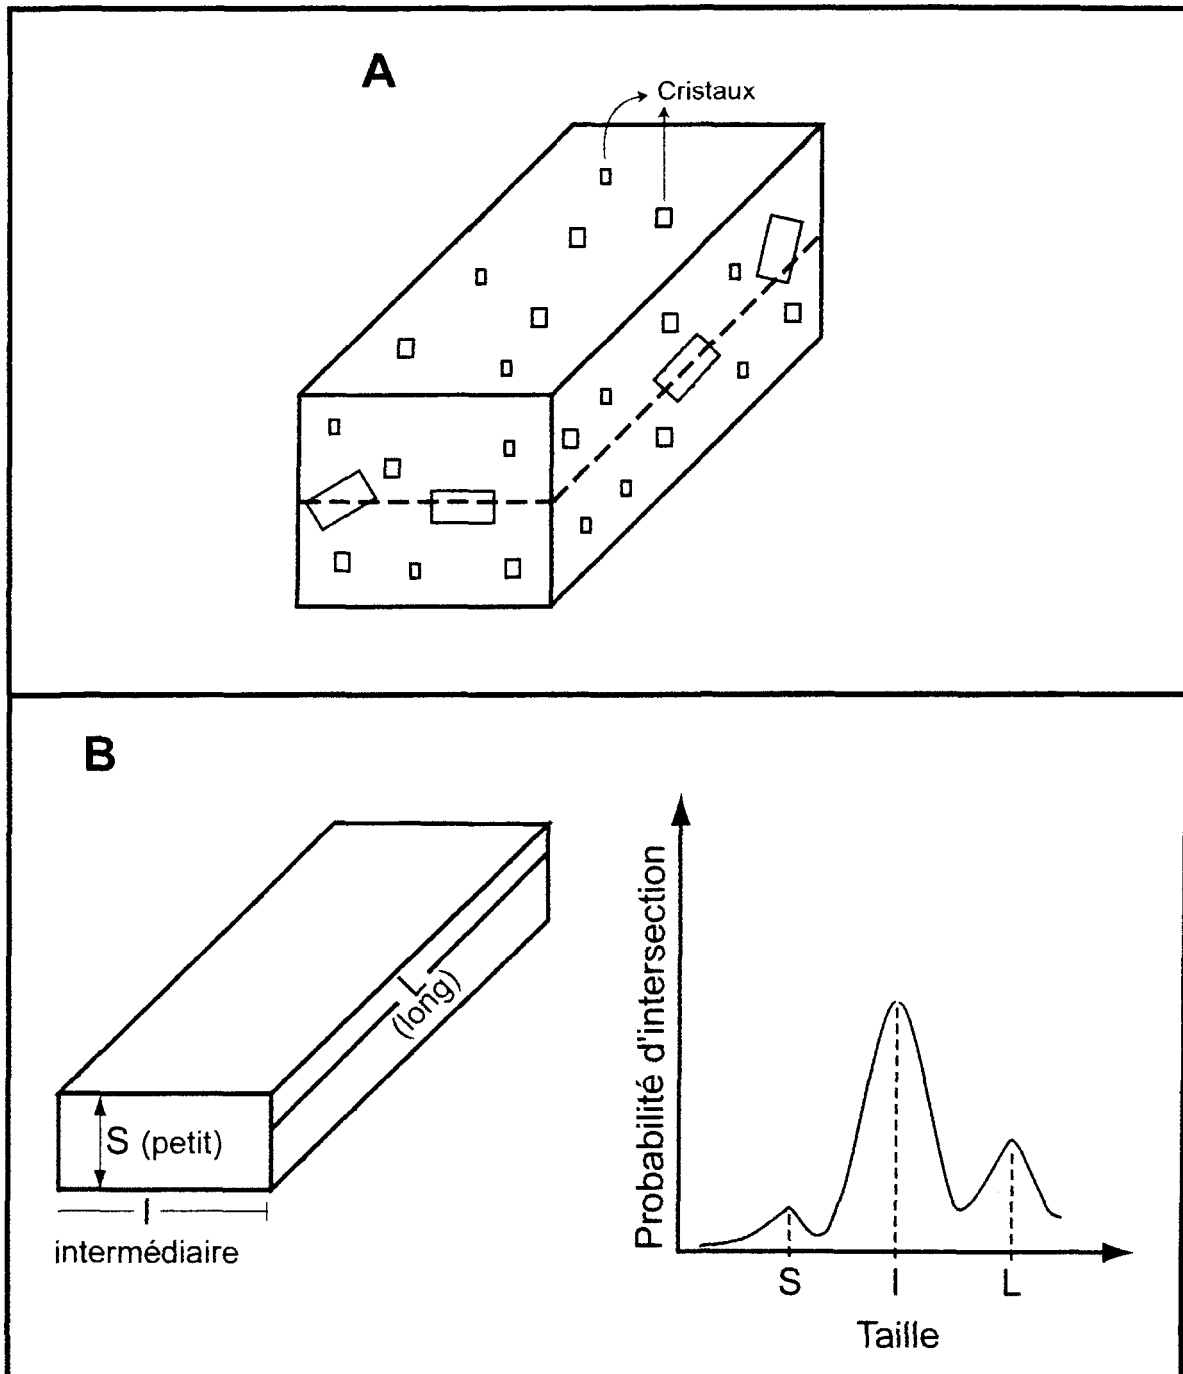 A
Cristaux
B
L
(long)
S (petit)
I
intermédiaire
Probabilité d'intersection
S I L
Taille